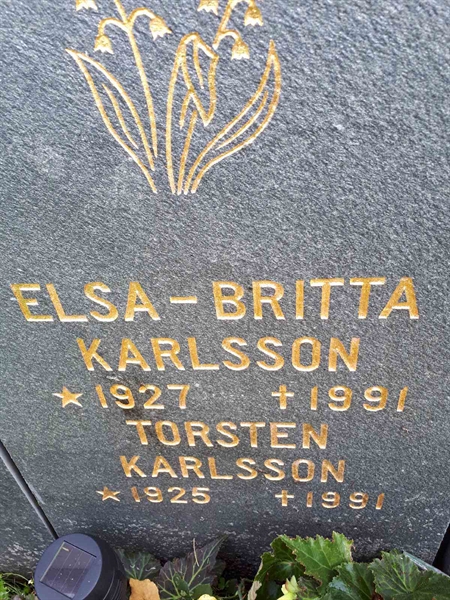 ELSA-BRITTA
KARLSSON
★1927 †1991
TORSTEN
KARLSSON
★1925 †1991